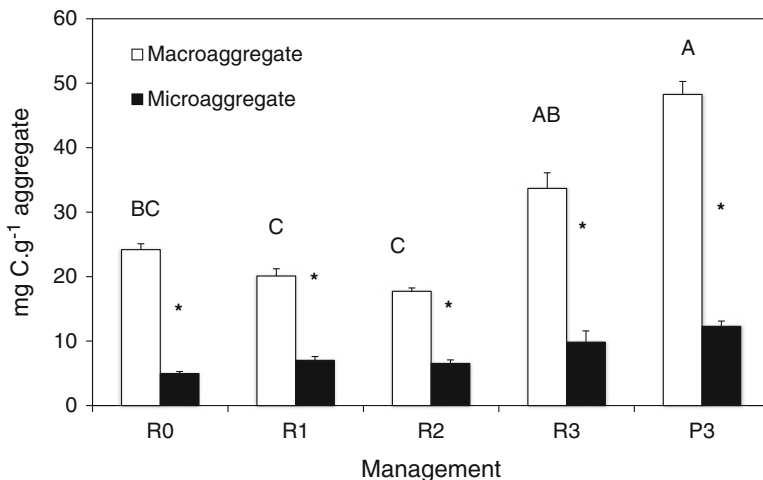 60
50
40
30
20
10
0
mg C.g⁻¹ aggregate
Macroaggregate
Microaggregate
BC
*
C
*
C
*
AB
*
A
*
R0 R1 R2 R3 P3
Management